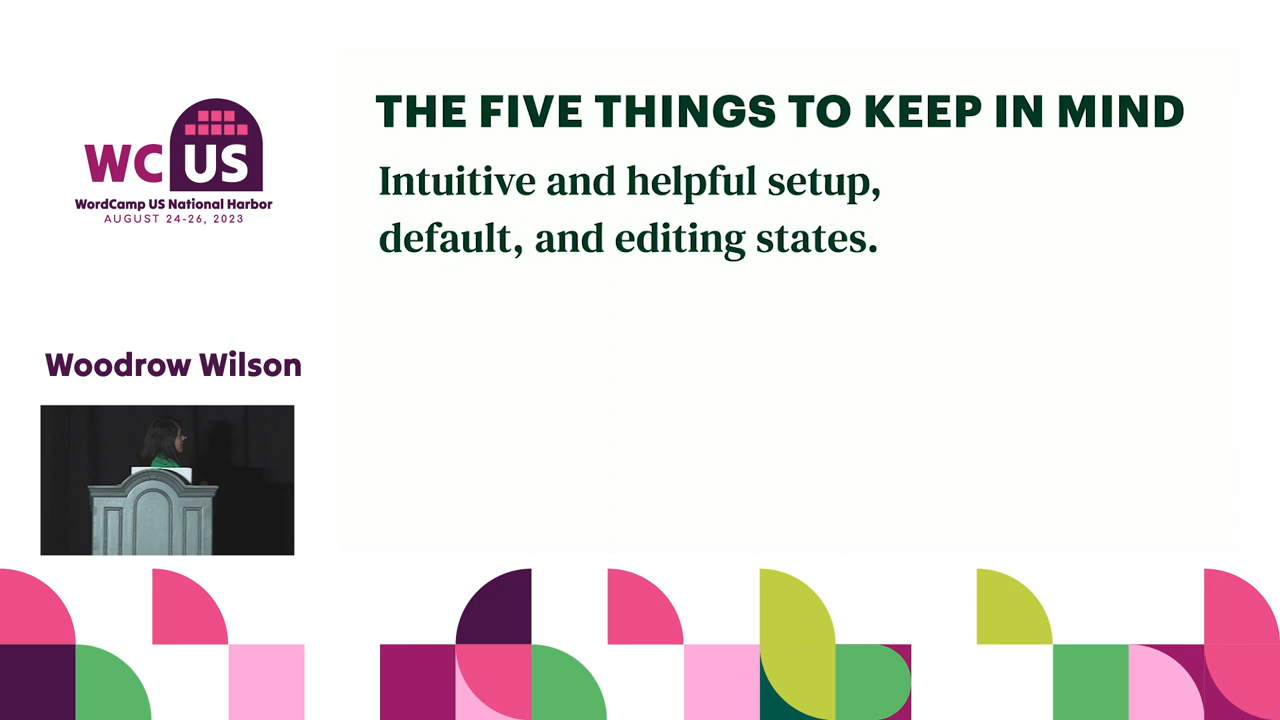 WC US
WordCamp US National Harbor
AUGUST 24-26, 2023
THE FIVE THINGS TO KEEP IN MIND
Intuitive and helpful setup,
default, and editing states.
Woodrow Wilson